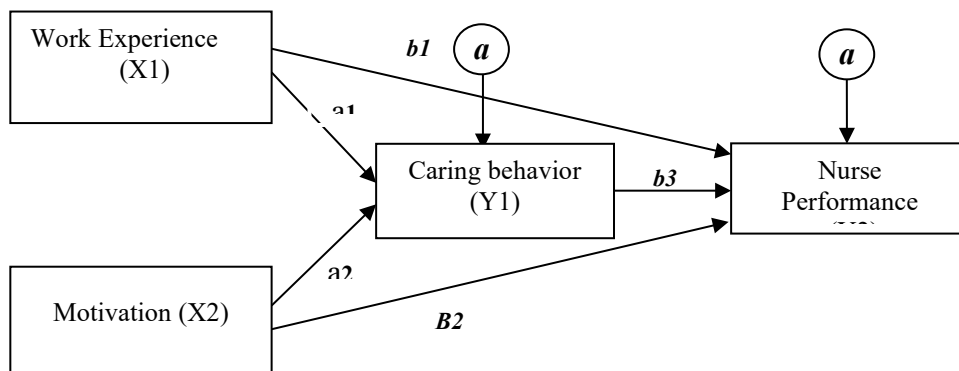 Work Experience
(X1)
b1
a
a
a1
Caring behavior
(Y1)
b3
Nurse
Performance
a2
Motivation (X2)
B2